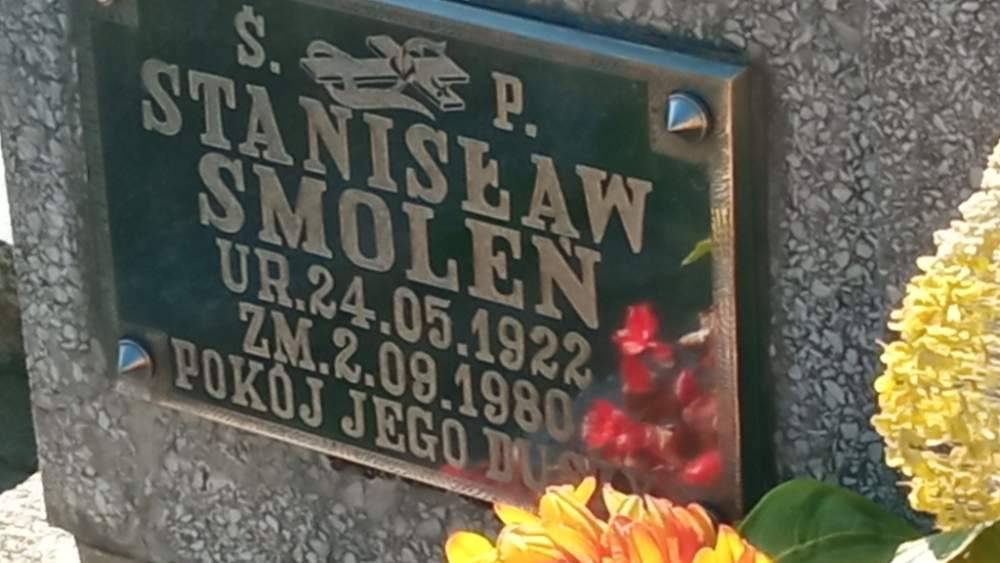 Ś. P.
STANISŁAW
SMOLEŃ
UR.24.05.1922
ZM.2.09.1980
POKÓJ JEGO